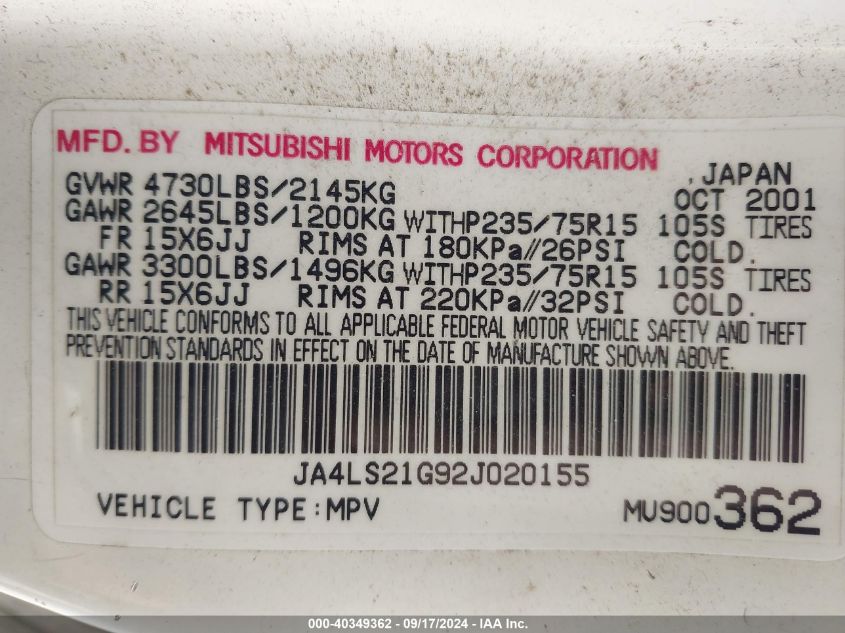 MFD. BY MITSUBISHI MOTORS CORPORATION
, JAPAN
GVWR 4730LBS/2145KG OCT 2001
GAWR 2645LBS/1200KG WITHP235/75R15 105S TIRES
FR 15X6JJ RIMS AT 180KPa//26PSI COLD.
GAWR 3300LBS/1496KG WITHP235/75R15 105S TIRES
RR 15X6JJ RIMS AT 220KPa//32PSI COLD.
THIS VEHICLE CONFORMS TO ALL APPLICABLE FEDERAL MOTOR VEHICLE SAFETY AND THEFT
PREVENTION STANDARDS IN EFFECT ON THE DATE OF MANUFACTURE SHOWN ABOVE.
JA4LS21G92J020155
VEHICLE TYPE:MPV MU900362
000-40349362 - 09/17/2024 - IAA Inc.